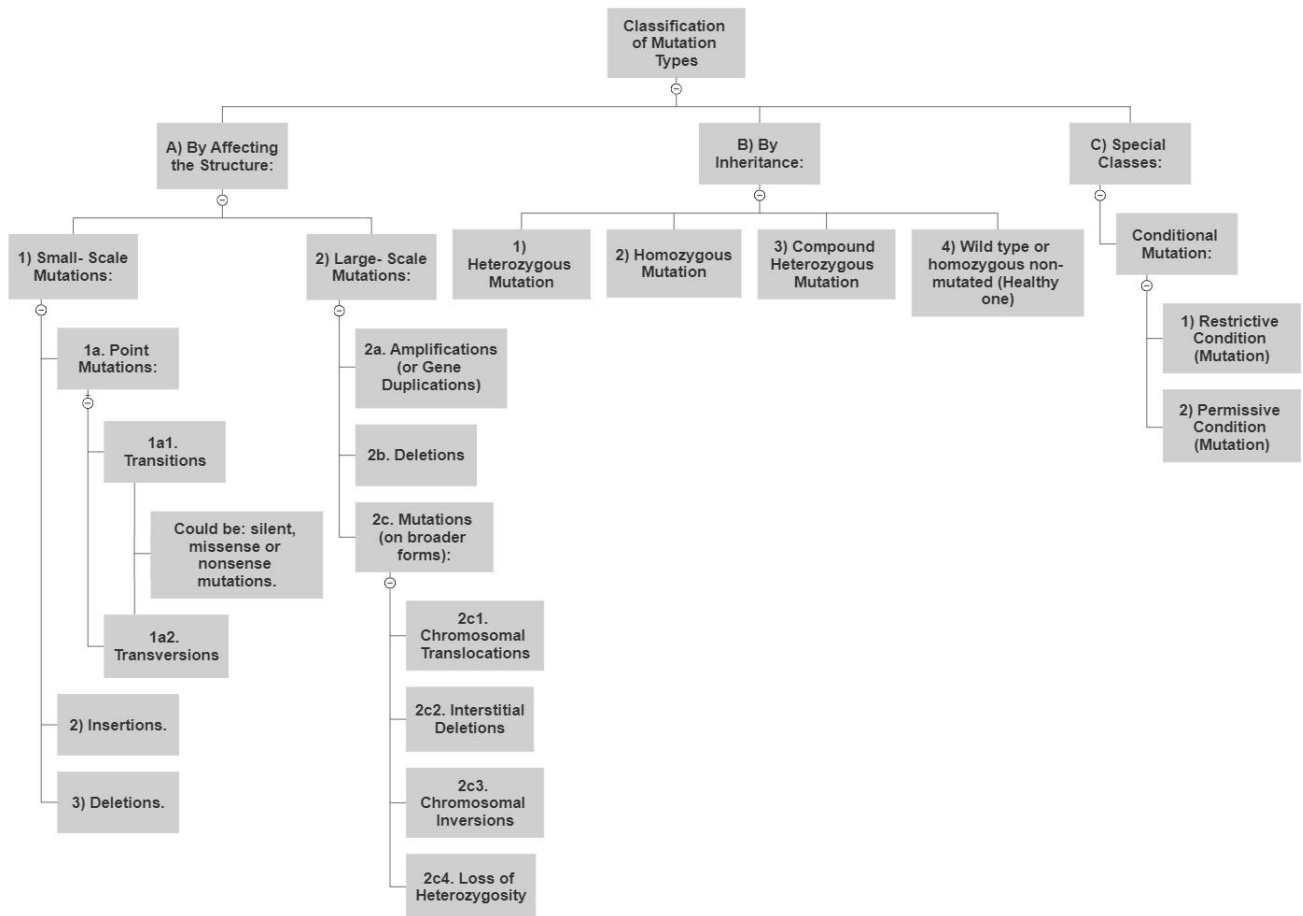 Classification
of Mutation
Types
A) By Affecting
the Structure:
B) By
Inheritance:
C) Special
Classes:
1) Small- Scale
Mutations:
2) Large- Scale
Mutations:
1)
Heterozygous
Mutation
2) Homozygous
Mutation
3) Compound
Heterozygous
Mutation
4) Wild type or
homozygous non-
mutated (Healthy
one)
Conditional
Mutation:
1a. Point
Mutations:
1a1.
Transitions
Could be: silent,
missense or
nonsense
mutations.
1a2.
Transversions
2) Insertions.
3) Deletions.
2a. Amplifications
(or Gene
Duplications)
2b. Deletions
2c. Mutations
(on broader
forms):
2c1.
Chromosomal
Translocations
2c2. Interstitial
Deletions
2c3.
Chromosomal
Inversions
2c4. Loss of
Heterozygosity
1) Restrictive
Condition
(Mutation)
2) Permissive
Condition
(Mutation)